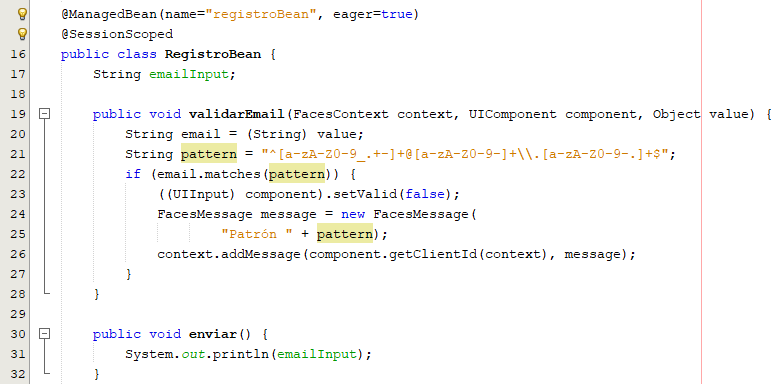 @ManagedBean(name="registroBean", eager=true)
@SessionScoped
16 public class RegistroBean {
17 String emailInput;
18
19 public void validarEmail(FacesContext context, UIComponent component, Object value) {
20 String email = (String) value;
21 String pattern = "^[a-zA-Z0-9_.+-]+@[a-zA-Z0-9-]+\\.[a-zA-Z0-9-.]+$";
22 if (email.matches(pattern)) {
23 ((UIInput) component).setValid(false);
24 FacesMessage message = new FacesMessage(
25 "Patrón " + pattern);
26 context.addMessage(component.getClientId(context), message);
27 }
28 }
29
30 public void enviar() {
31 System.out.println(emailInput);
32 }